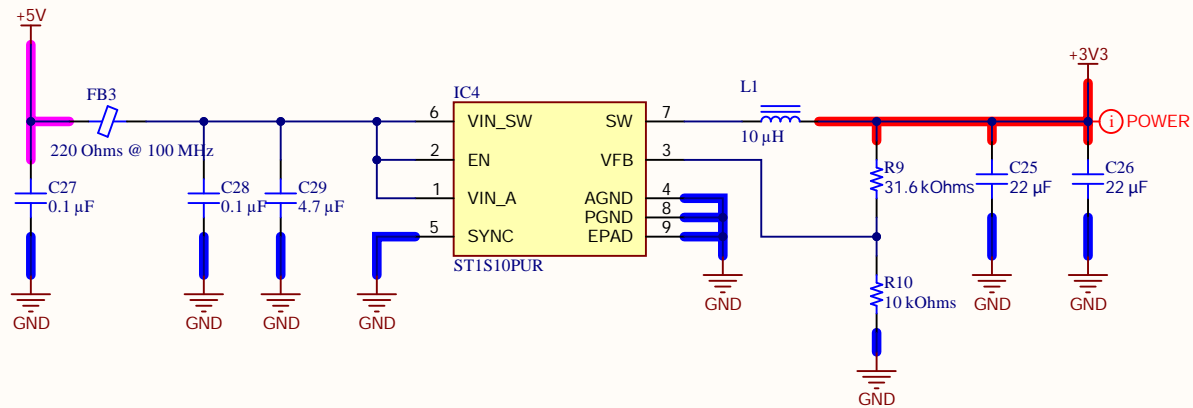 +5V
FB3
220 Ohms @ 100 MHz
C27
0.1 µF
GND
C28
0.1 µF
GND
C29
4.7 µF
GND
GND
IC4
6 VIN_SW SW 7
2 EN VFB 3
1 VIN_A AGND 4
PGND 8
5 SYNC EPAD 9
ST1S10PUR
GND
L1
10 µH
R9
31.6 kOhms
R10
10 kOhms
GND
C25
22 µF
GND
+3V3
i POWER
C26
22 µF
GND